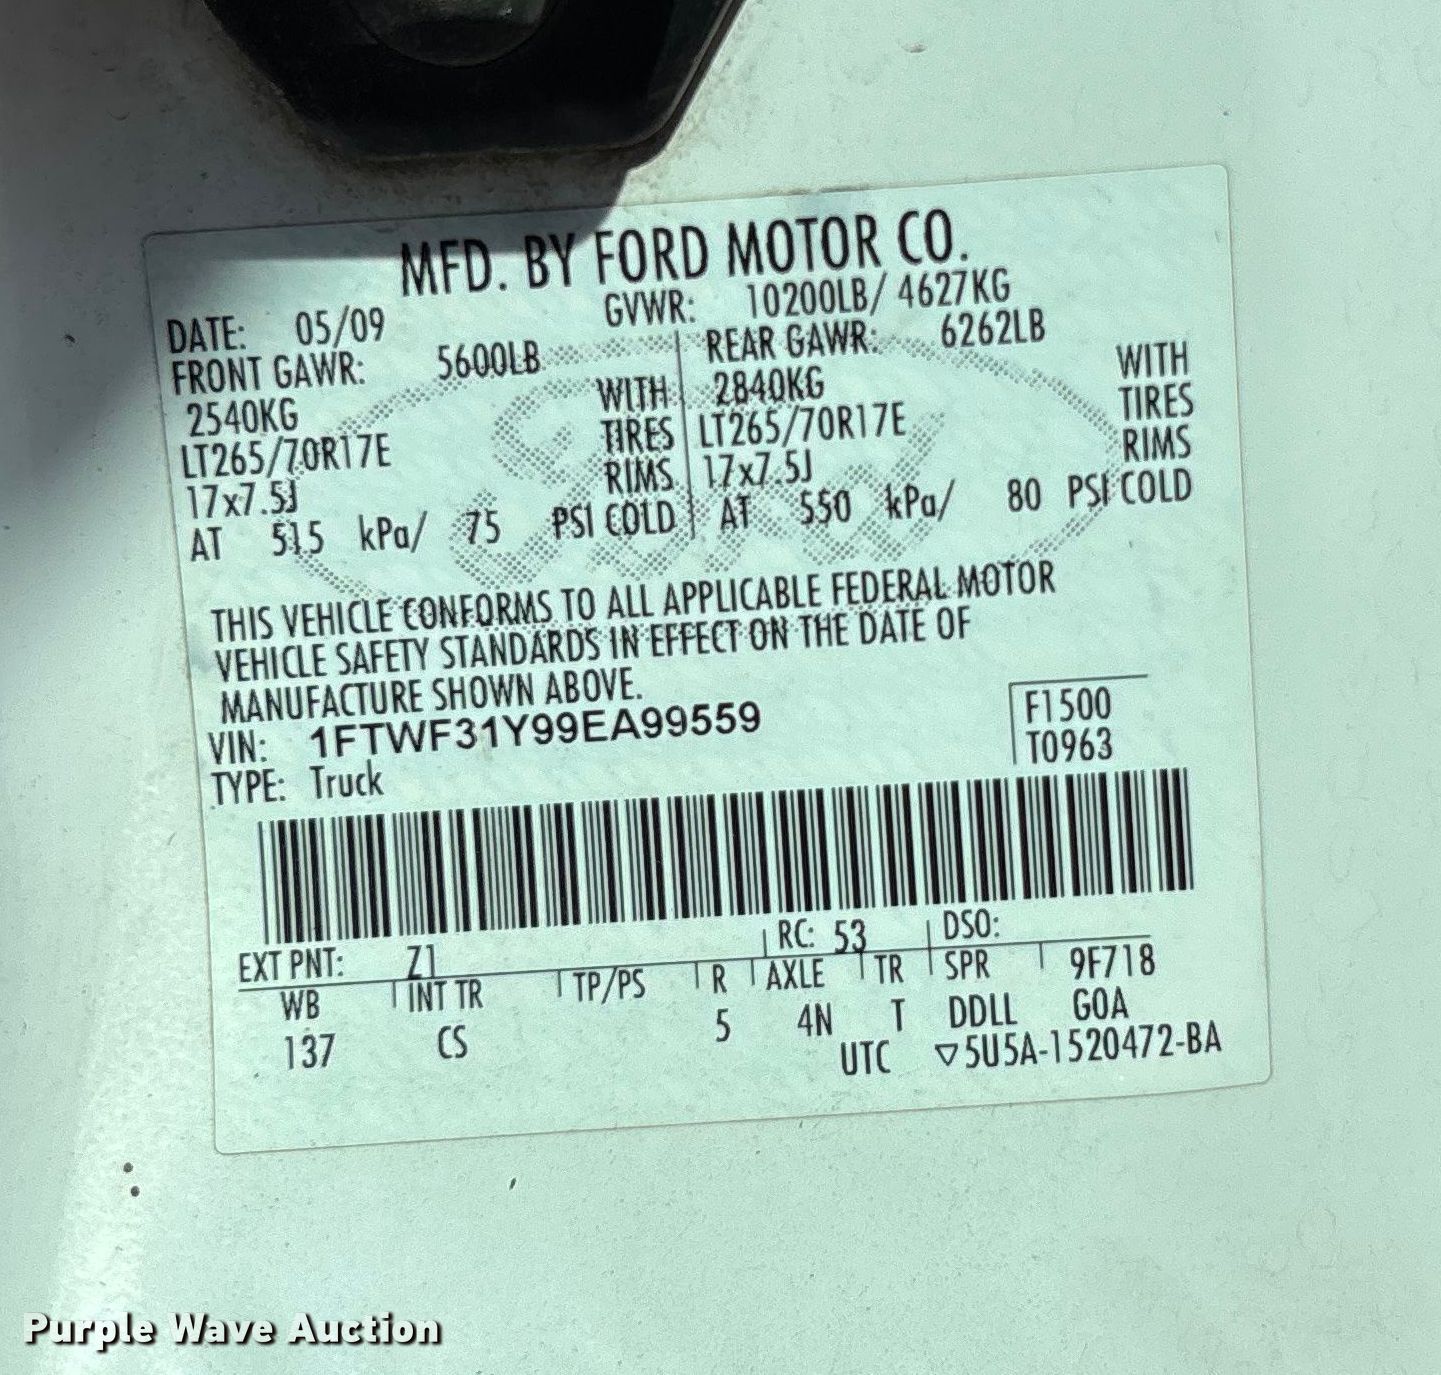 MFD. BY FORD MOTOR CO.
DATE: 05/09 GVWR: 10200LB/ 4627KG
FRONT GAWR: 5600LB REAR GAWR: 6262LB
2540KG WITH 2840KG WITH
LT265/70R17E TIRES LT265/70R17E TIRES
17x7.5J RIMS 17x7.5J RIMS
AT 515 kPa/ 75 PSI COLD AT 550 kPa/ 80 PSI COLD
THIS VEHICLE CONFORMS TO ALL APPLICABLE FEDERAL MOTOR
VEHICLE SAFETY STANDARDS IN EFFECT ON THE DATE OF
MANUFACTURE SHOWN ABOVE.
VIN: 1FTWF31Y99EA99559 F1500
TYPE: Truck T0963
EXT PNT: Z1 RC: 53 DSO:
WB INT TR TP/PS R AXLE TR SPR 9F718
137 CS 5 4N T DDLL GOA
UTC ▽5U5A-1520472-BA
Purple Wave Auction